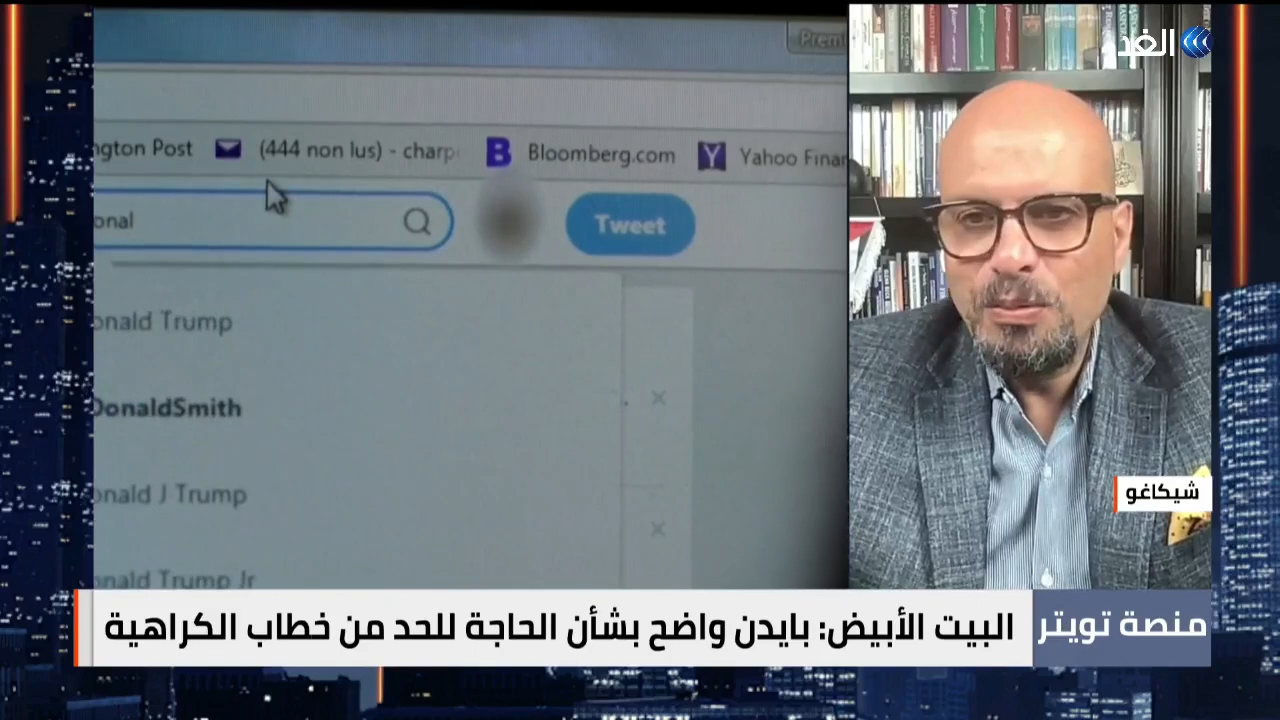 الغد
Prem
ngton Post (444 non lus) - charp B Bloomberg.com Y Yahoo Finan
onal Tweet
onald Trump
DonaldSmith
onald J Trump
onald Trump Jr
شيكاغو
منصة تويتر البيت الأبيض: بايدن واضح بشأن الحاجة للحد من خطاب الكراهية